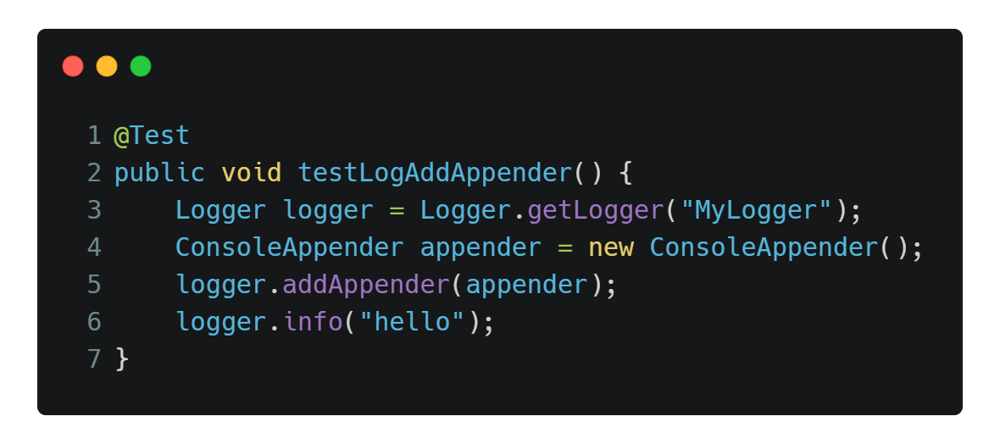 1 @Test
2 public void testLogAddAppender() {
3     Logger logger = Logger.getLogger("MyLogger");
4     ConsoleAppender appender = new ConsoleAppender();
5     logger.addAppender(appender);
6     logger.info("hello");
7 }